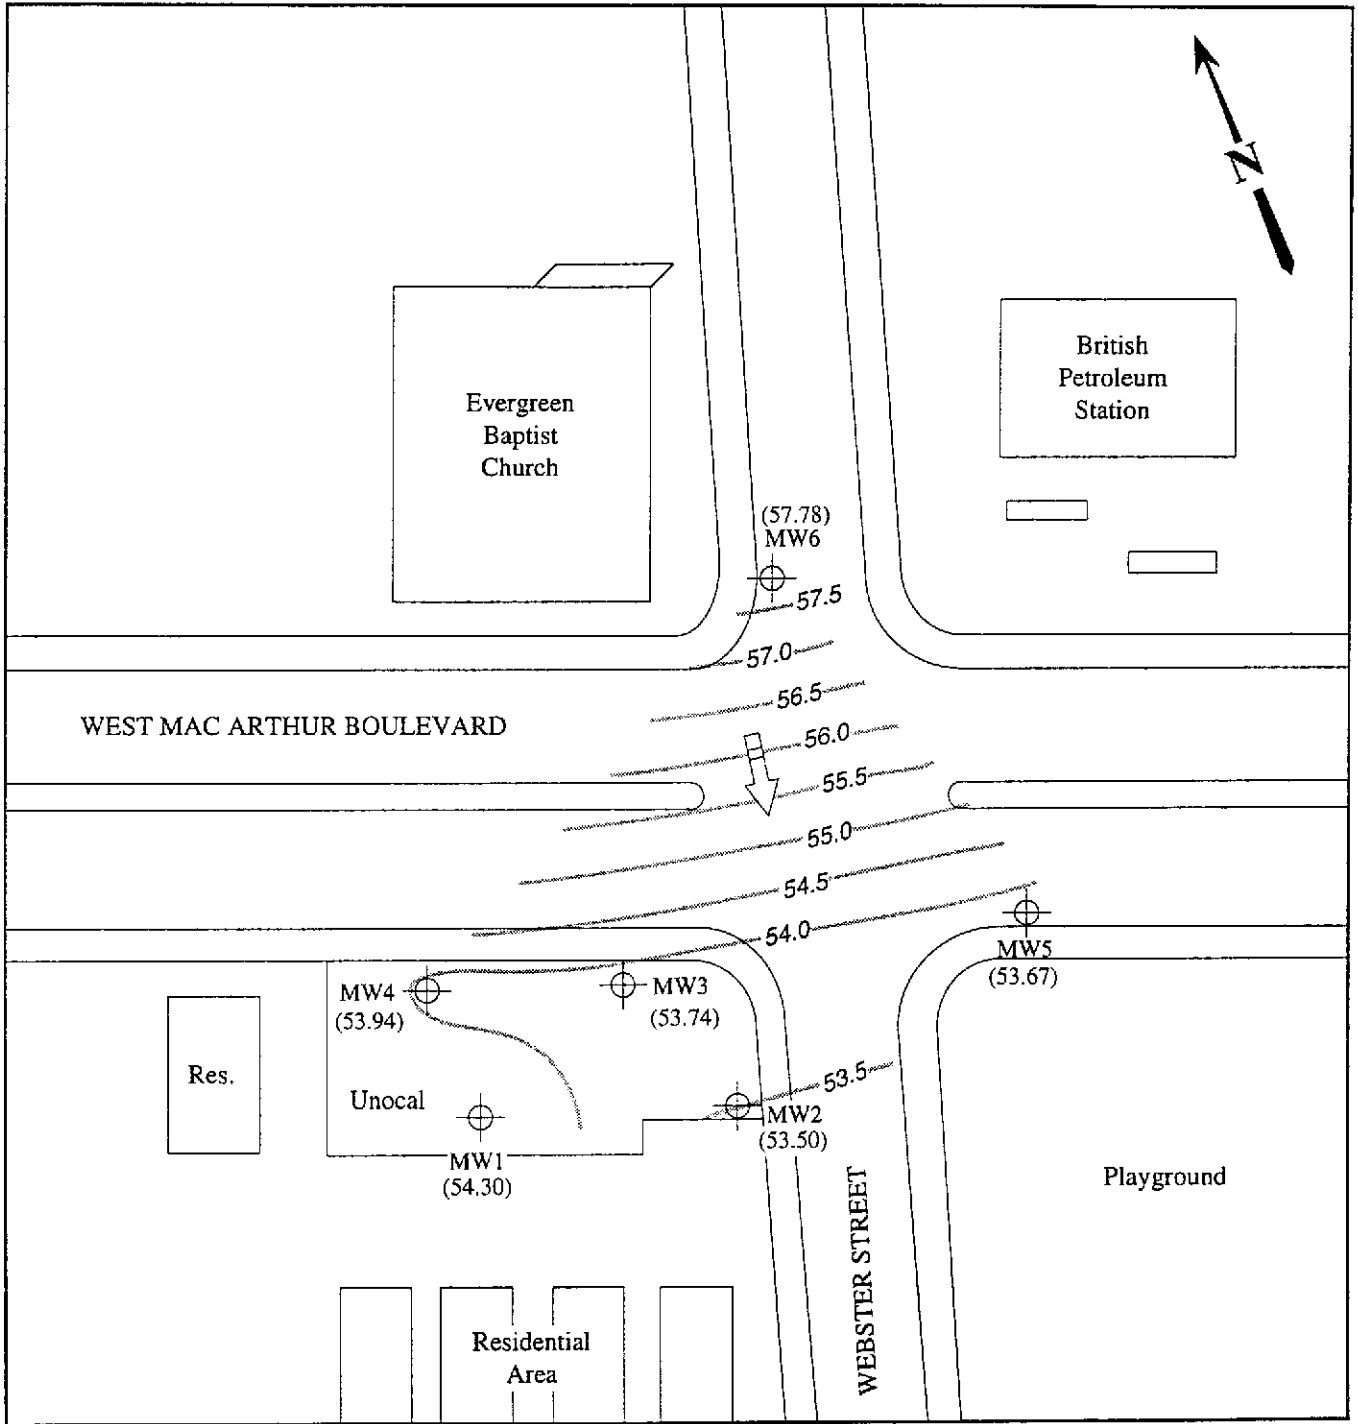 N
British
Petroleum
Station
Evergreen
Baptist
Church
(57.78)
MW6
57.5
57.0
56.5
WEST MAC ARTHUR BOULEVARD
56.0
55.5
55.0
54.5
54.0
MW5
(53.67)
MW4
(53.94)
MW3
(53.74)
Res.
Unocal
53.5
MW2
(53.50)
MW1
(54.30)
Playground
WEBSTER STREET
Residential
Area